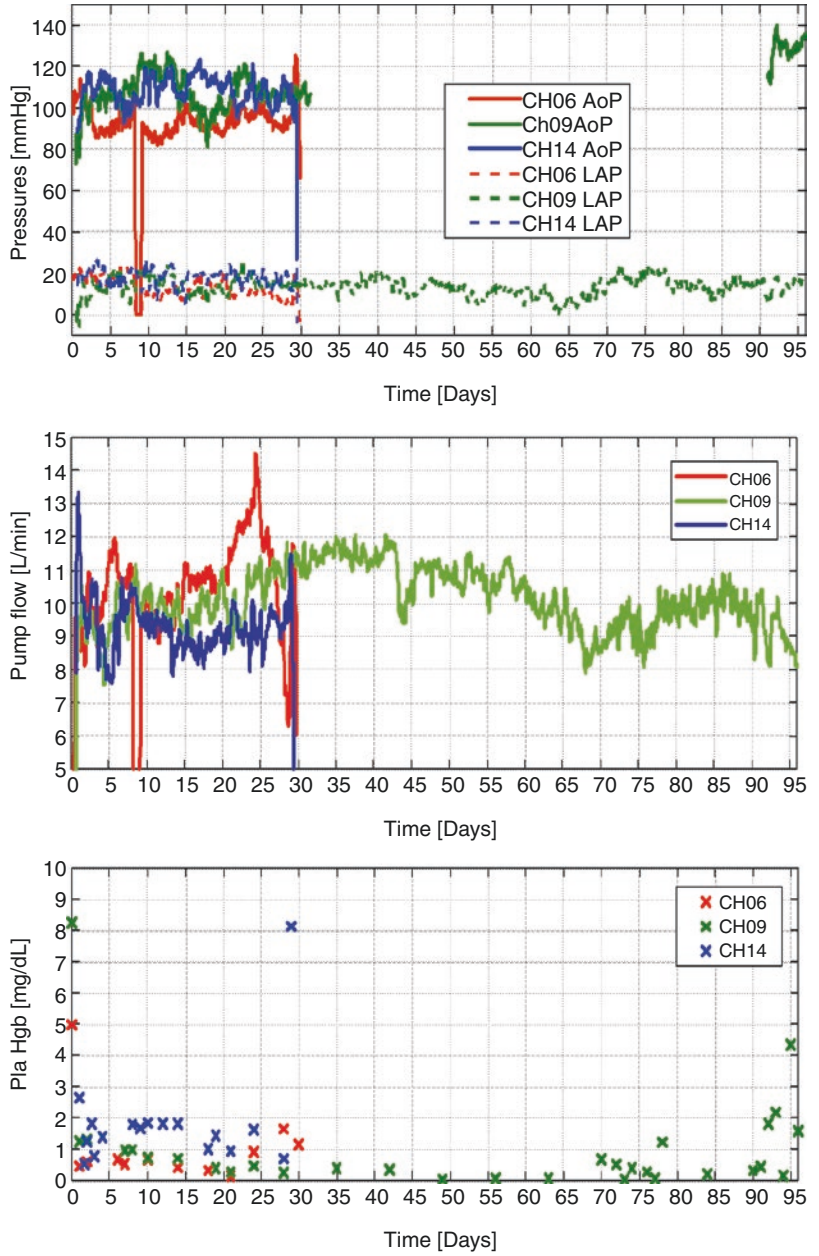 Pressures [mmHg]
140
120
100
80
60
40
20
0
CH06 AoP
Ch09AoP
CH14 AoP
CH06 LAP
CH09 LAP
CH14 LAP
0 5 10 15 20 25 30 35 40 45 50 55 60 65 70 75 80 85 90 95
Time [Days]
Pump flow [L/min]
15
14
13
12
11
10
9
8
7
6
5
CH06
CH09
CH14
0 5 10 15 20 25 30 35 40 45 50 55 60 65 70 75 80 85 90 95
Time [Days]
Pla Hgb [mg/dL]
10
9
8
7
6
5
4
3
2
1
0
CH06
CH09
CH14
0 5 10 15 20 25 30 35 40 45 50 55 60 65 70 75 80 85 90 95
Time [Days]